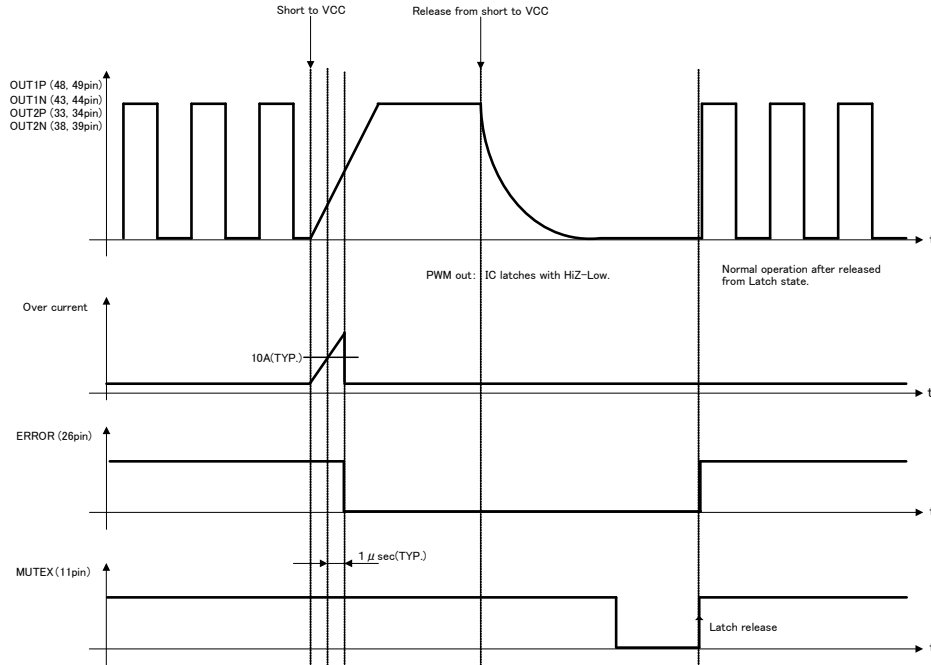 Short to VCC
Release from short to VCC
OUT1P (48, 49pin)
OUT1N (43, 44pin)
OUT2P (33, 34pin)
OUT2N (38, 39pin)
t
PWM out: IC latches with HiZ-Low.
Normal operation after released
from Latch state.
Over current
10A(TYP.)
t
ERROR (26pin)
t
1 μ sec(TYP.)
MUTEX (11pin)
Latch release
t